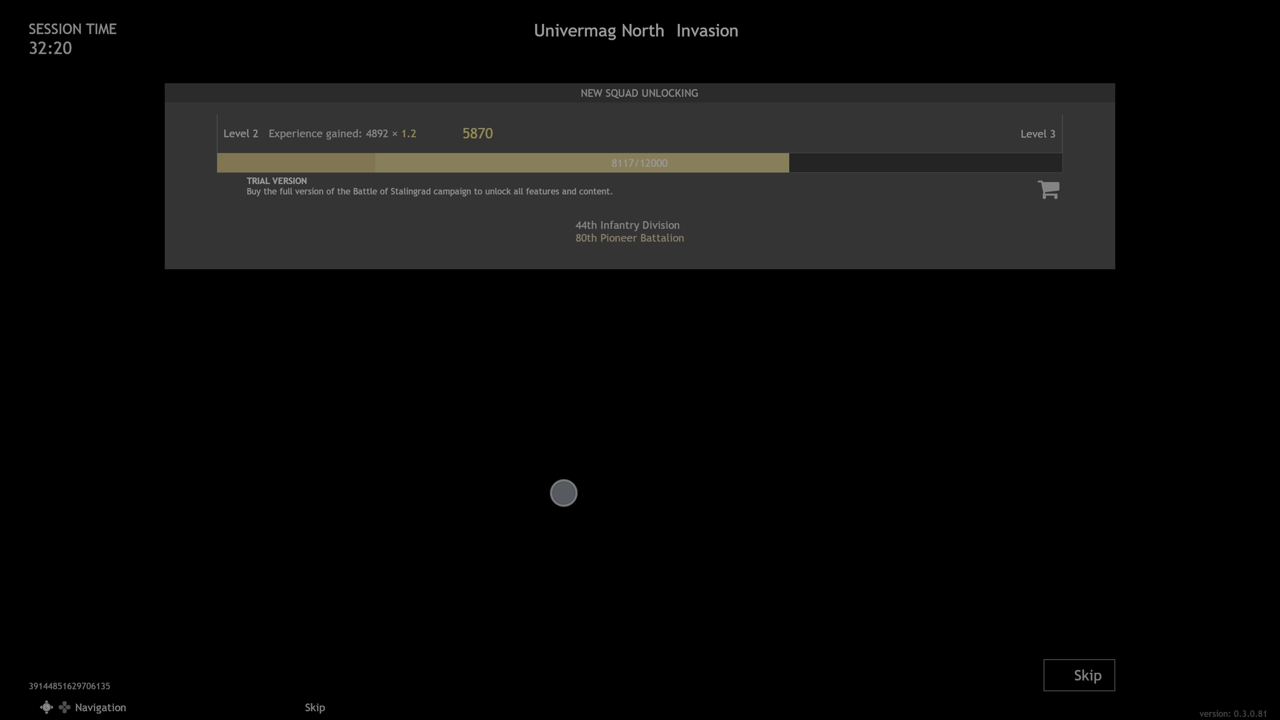 SESSION TIME
32:20
Univermag North Invasion
NEW SQUAD UNLOCKING
Level 2 Experience gained: 4892 × 1.2 5870 Level 3
8117/12000
TRIAL VERSION
Buy the full version of the Battle of Stalingrad campaign to unlock all features and content.
44th Infantry Division
80th Pioneer Battalion
Skip
39144851629706135
Navigation Skip
version: 0.3.0.81